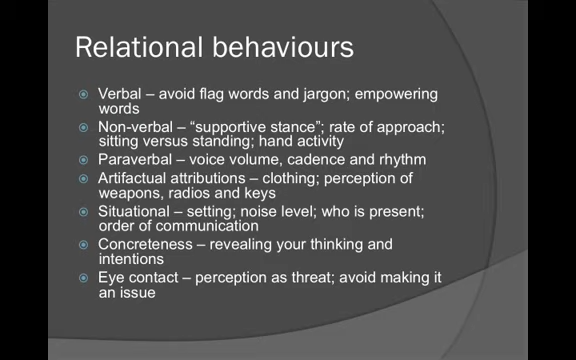 Relational behaviours
Verbal – avoid flag words and jargon; empowering
words
Non-verbal – “supportive stance”; rate of approach;
sitting versus standing; hand activity
Paraverbal – voice volume, cadence and rhythm
Artifactual attributions – clothing; perception of
weapons, radios and keys
Situational – setting; noise level; who is present;
order of communication
Concreteness – revealing your thinking and
intentions
Eye contact – perception as threat; avoid making it
an issue